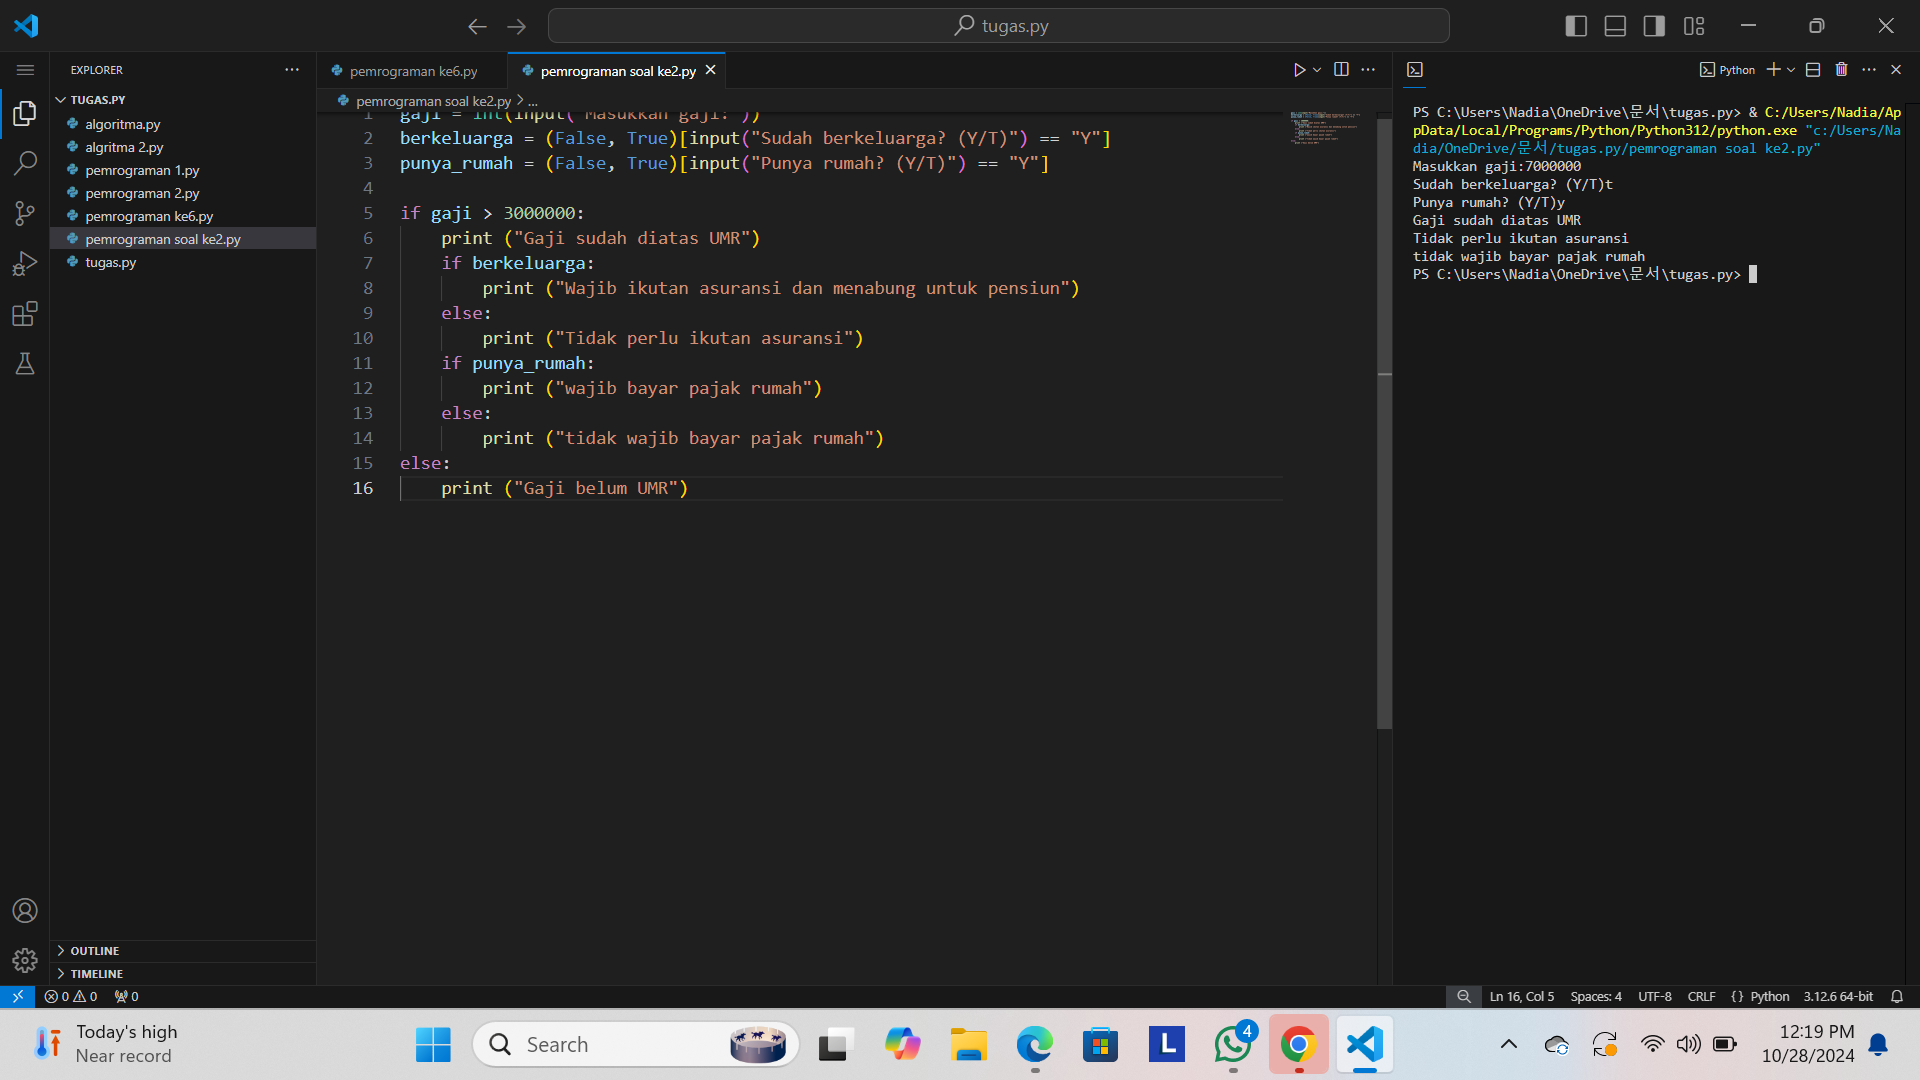 tugas.py
EXPLORER
TUGAS.PY
algoritma.py
algritma 2.py
pemrograman 1.py
pemrograman 2.py
pemrograman ke6.py
pemrograman soal ke2.py
tugas.py
OUTLINE
TIMELINE
pemrograman ke6.py
pemrograman soal ke2.py
pemrograman soal ke2.py > ...
1 gaji = int(input("Masukkan gaji:"))
2 berkeluarga = (False, True)[input("Sudah berkeluarga? (Y/T)") == "Y"]
3 punya_rumah = (False, True)[input("Punya rumah? (Y/T)") == "Y"]
4
5 if gaji > 3000000:
6 print ("Gaji sudah diatas UMR")
7 if berkeluarga:
8 print ("Wajib ikutan asuransi dan menabung untuk pensiun")
9 else:
10 print ("Tidak perlu ikutan asuransi")
11 if punya_rumah:
12 print ("wajib bayar pajak rumah")
13 else:
14 print ("tidak wajib bayar pajak rumah")
15 else:
16 print ("Gaji belum UMR")
Python
PS C:\Users\Nadia\OneDrive\문서\tugas.py> & C:/Users/Nadia/Ap
pData/Local/Programs/Python/Python312/python.exe "c:/Users/Na
dia/OneDrive/문서/tugas.py/pemrograman soal ke2.py"
Masukkan gaji:7000000
Sudah berkeluarga? (Y/T)t
Punya rumah? (Y/T)y
Gaji sudah diatas UMR
Tidak perlu ikutan asuransi
tidak wajib bayar pajak rumah
PS C:\Users\Nadia\OneDrive\문서\tugas.py>
0 0 0
Ln 16, Col 5 Spaces: 4 UTF-8 CRLF {} Python 3.12.6 64-bit
Today's high
Near record
Search
L
4
12:19 PM
10/28/2024